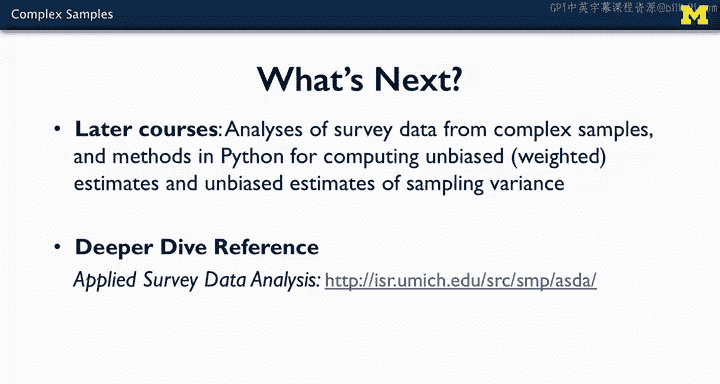 Complex Samples
GPT中英字幕课程资源@bilibili.com
M
What's Next?
• Later courses: Analyses of survey data from complex samples,
and methods in Python for computing unbiased (weighted)
estimates and unbiased estimates of sampling variance
• Deeper Dive Reference
Applied Survey Data Analysis: http://isr.umich.edu/src/smp/asda/